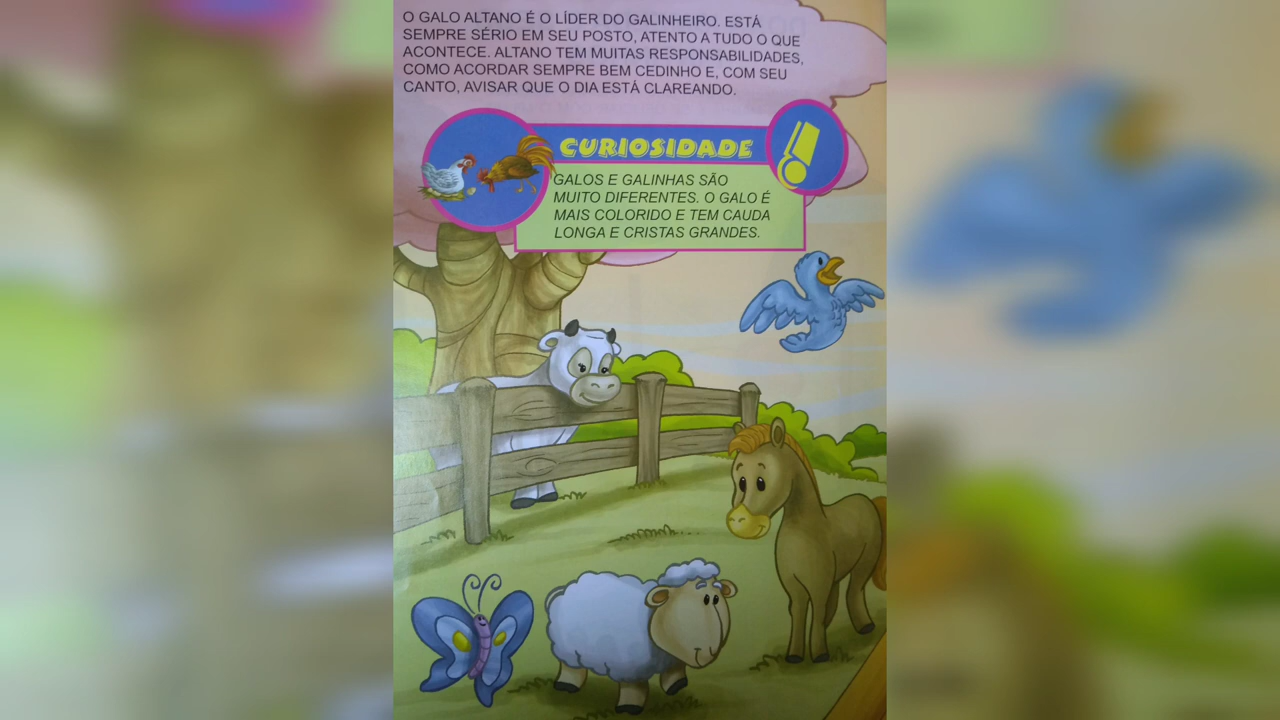 O GALO ALTANO É O LÍDER DO GALINHEIRO. ESTÁ
SEMPRE SÉRIO EM SEU POSTO, ATENTO A TUDO O QUE
ACONTECE. ALTANO TEM MUITAS RESPONSABILIDADES,
COMO ACORDAR SEMPRE BEM CEDINHO E, COM SEU
CANTO, AVISAR QUE O DIA ESTÁ CLAREANDO.
CURIOSIDADE
GALOS E GALINHAS SÃO
MUITO DIFERENTES. O GALO É
MAIS COLORIDO E TEM CAUDA
LONGA E CRISTAS GRANDES.